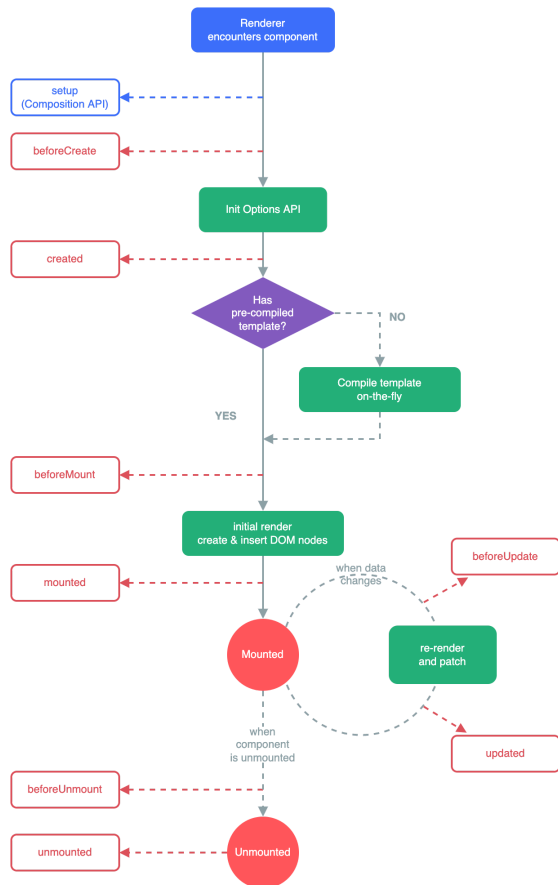 Renderer
encounters component
setup
(Composition API)
beforeCreate
Init Options API
created
Has
pre-compiled
template?
NO
Compile template
on-the-fly
YES
beforeMount
initial render
create & insert DOM nodes
beforeUpdate
when data
changes
mounted
Mounted
re-render
and patch
when
component
is unmounted
updated
beforeUnmount
unmounted
Unmounted